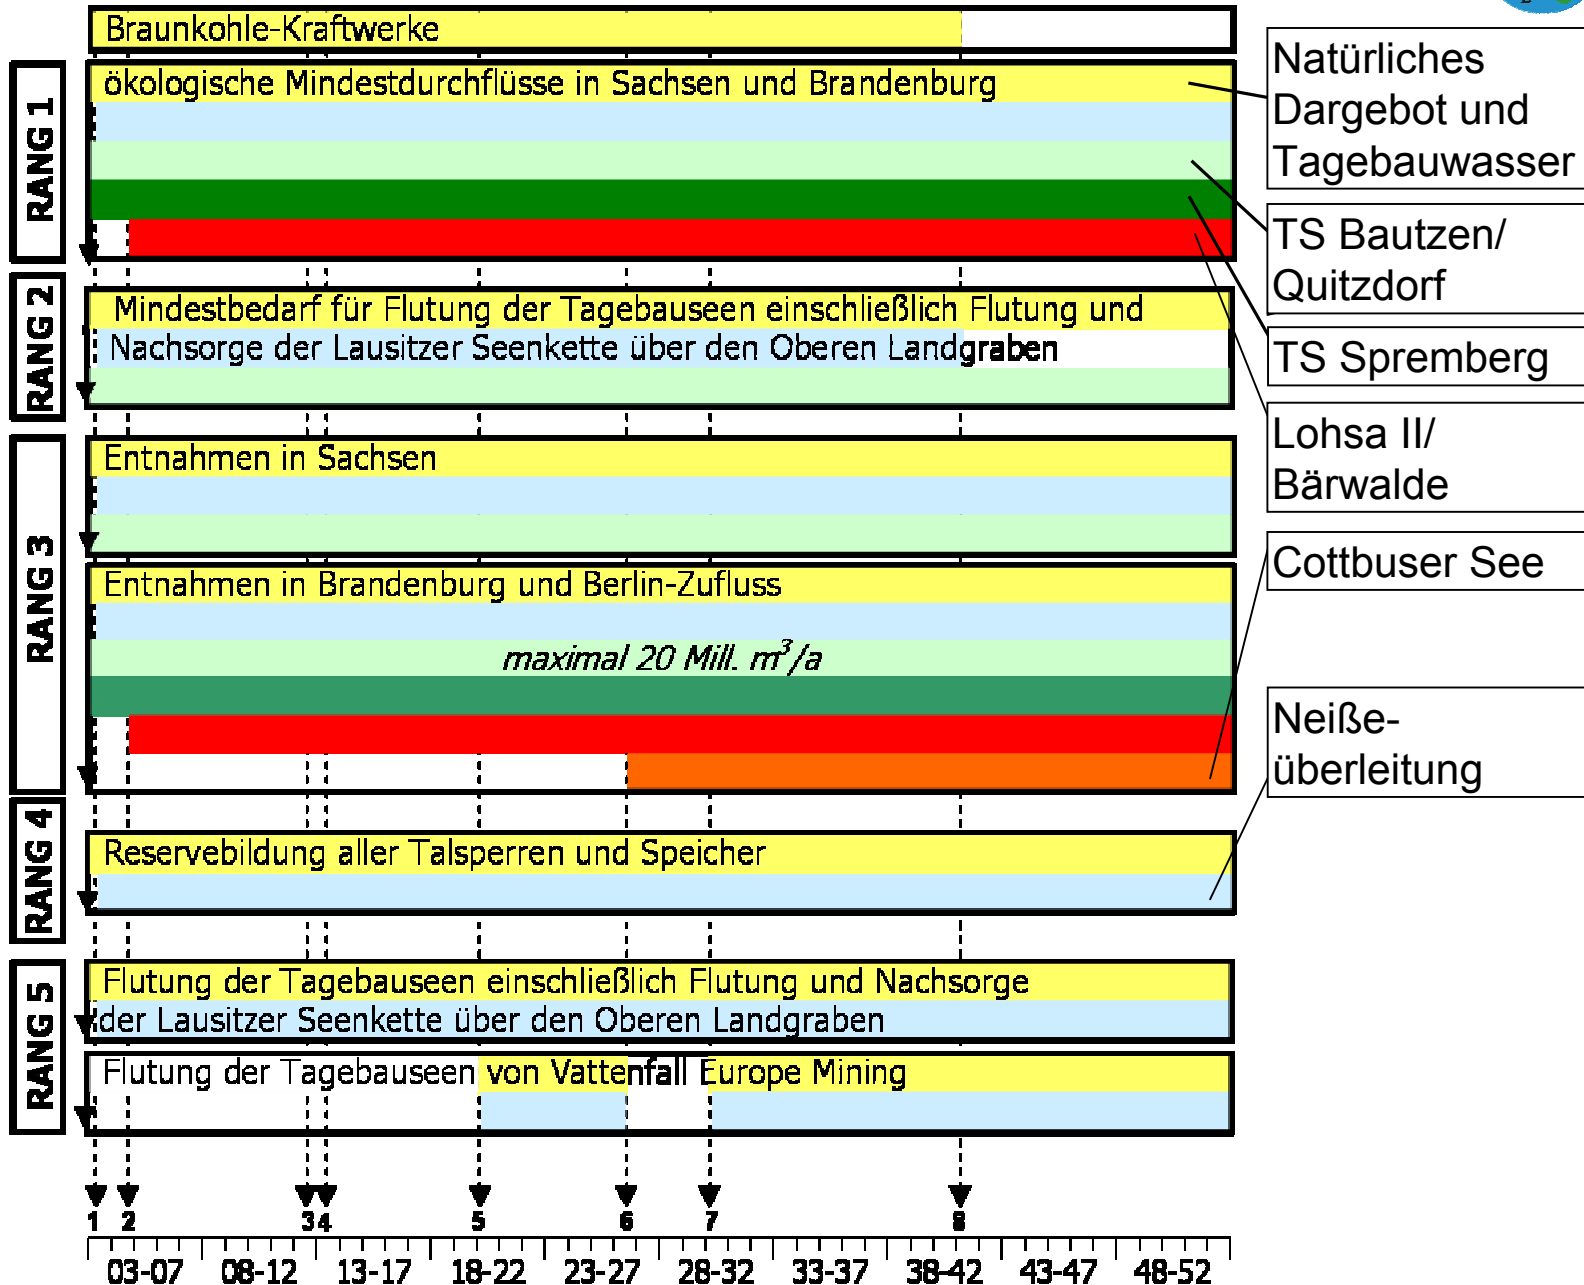 Braunkohle-Kraftwerke
RANG 1
ökologische Mindestdurchflüsse in Sachsen und Brandenburg
RANG 2
Mindestbedarf für Flutung der Tagebauseen einschließlich Flutung und
Nachsorge der Lausitzer Seenkette über den Oberen Landgraben
RANG 3
Entnahmen in Sachsen
Entnahmen in Brandenburg und Berlin-Zufluss
maximal 20 Mill. m³/a
RANG 4
Reservebildung aller Talsperren und Speicher
RANG 5
Flutung der Tagebauseen einschließlich Flutung und Nachsorge
der Lausitzer Seenkette über den Oberen Landgraben
Flutung der Tagebauseen von Vattenfall Europe Mining
Natürliches
Dargebot und
Tagebauwasser
TS Bautzen/
Quitzdorf
TS Spremberg
Lohsa II/
Bärwalde
Cottbuser See
Neiße-
überleitung
1 2 3 4 5 6 7 8
03-07 08-12 13-17 18-22 23-27 28-32 33-37 38-42 43-47 48-52